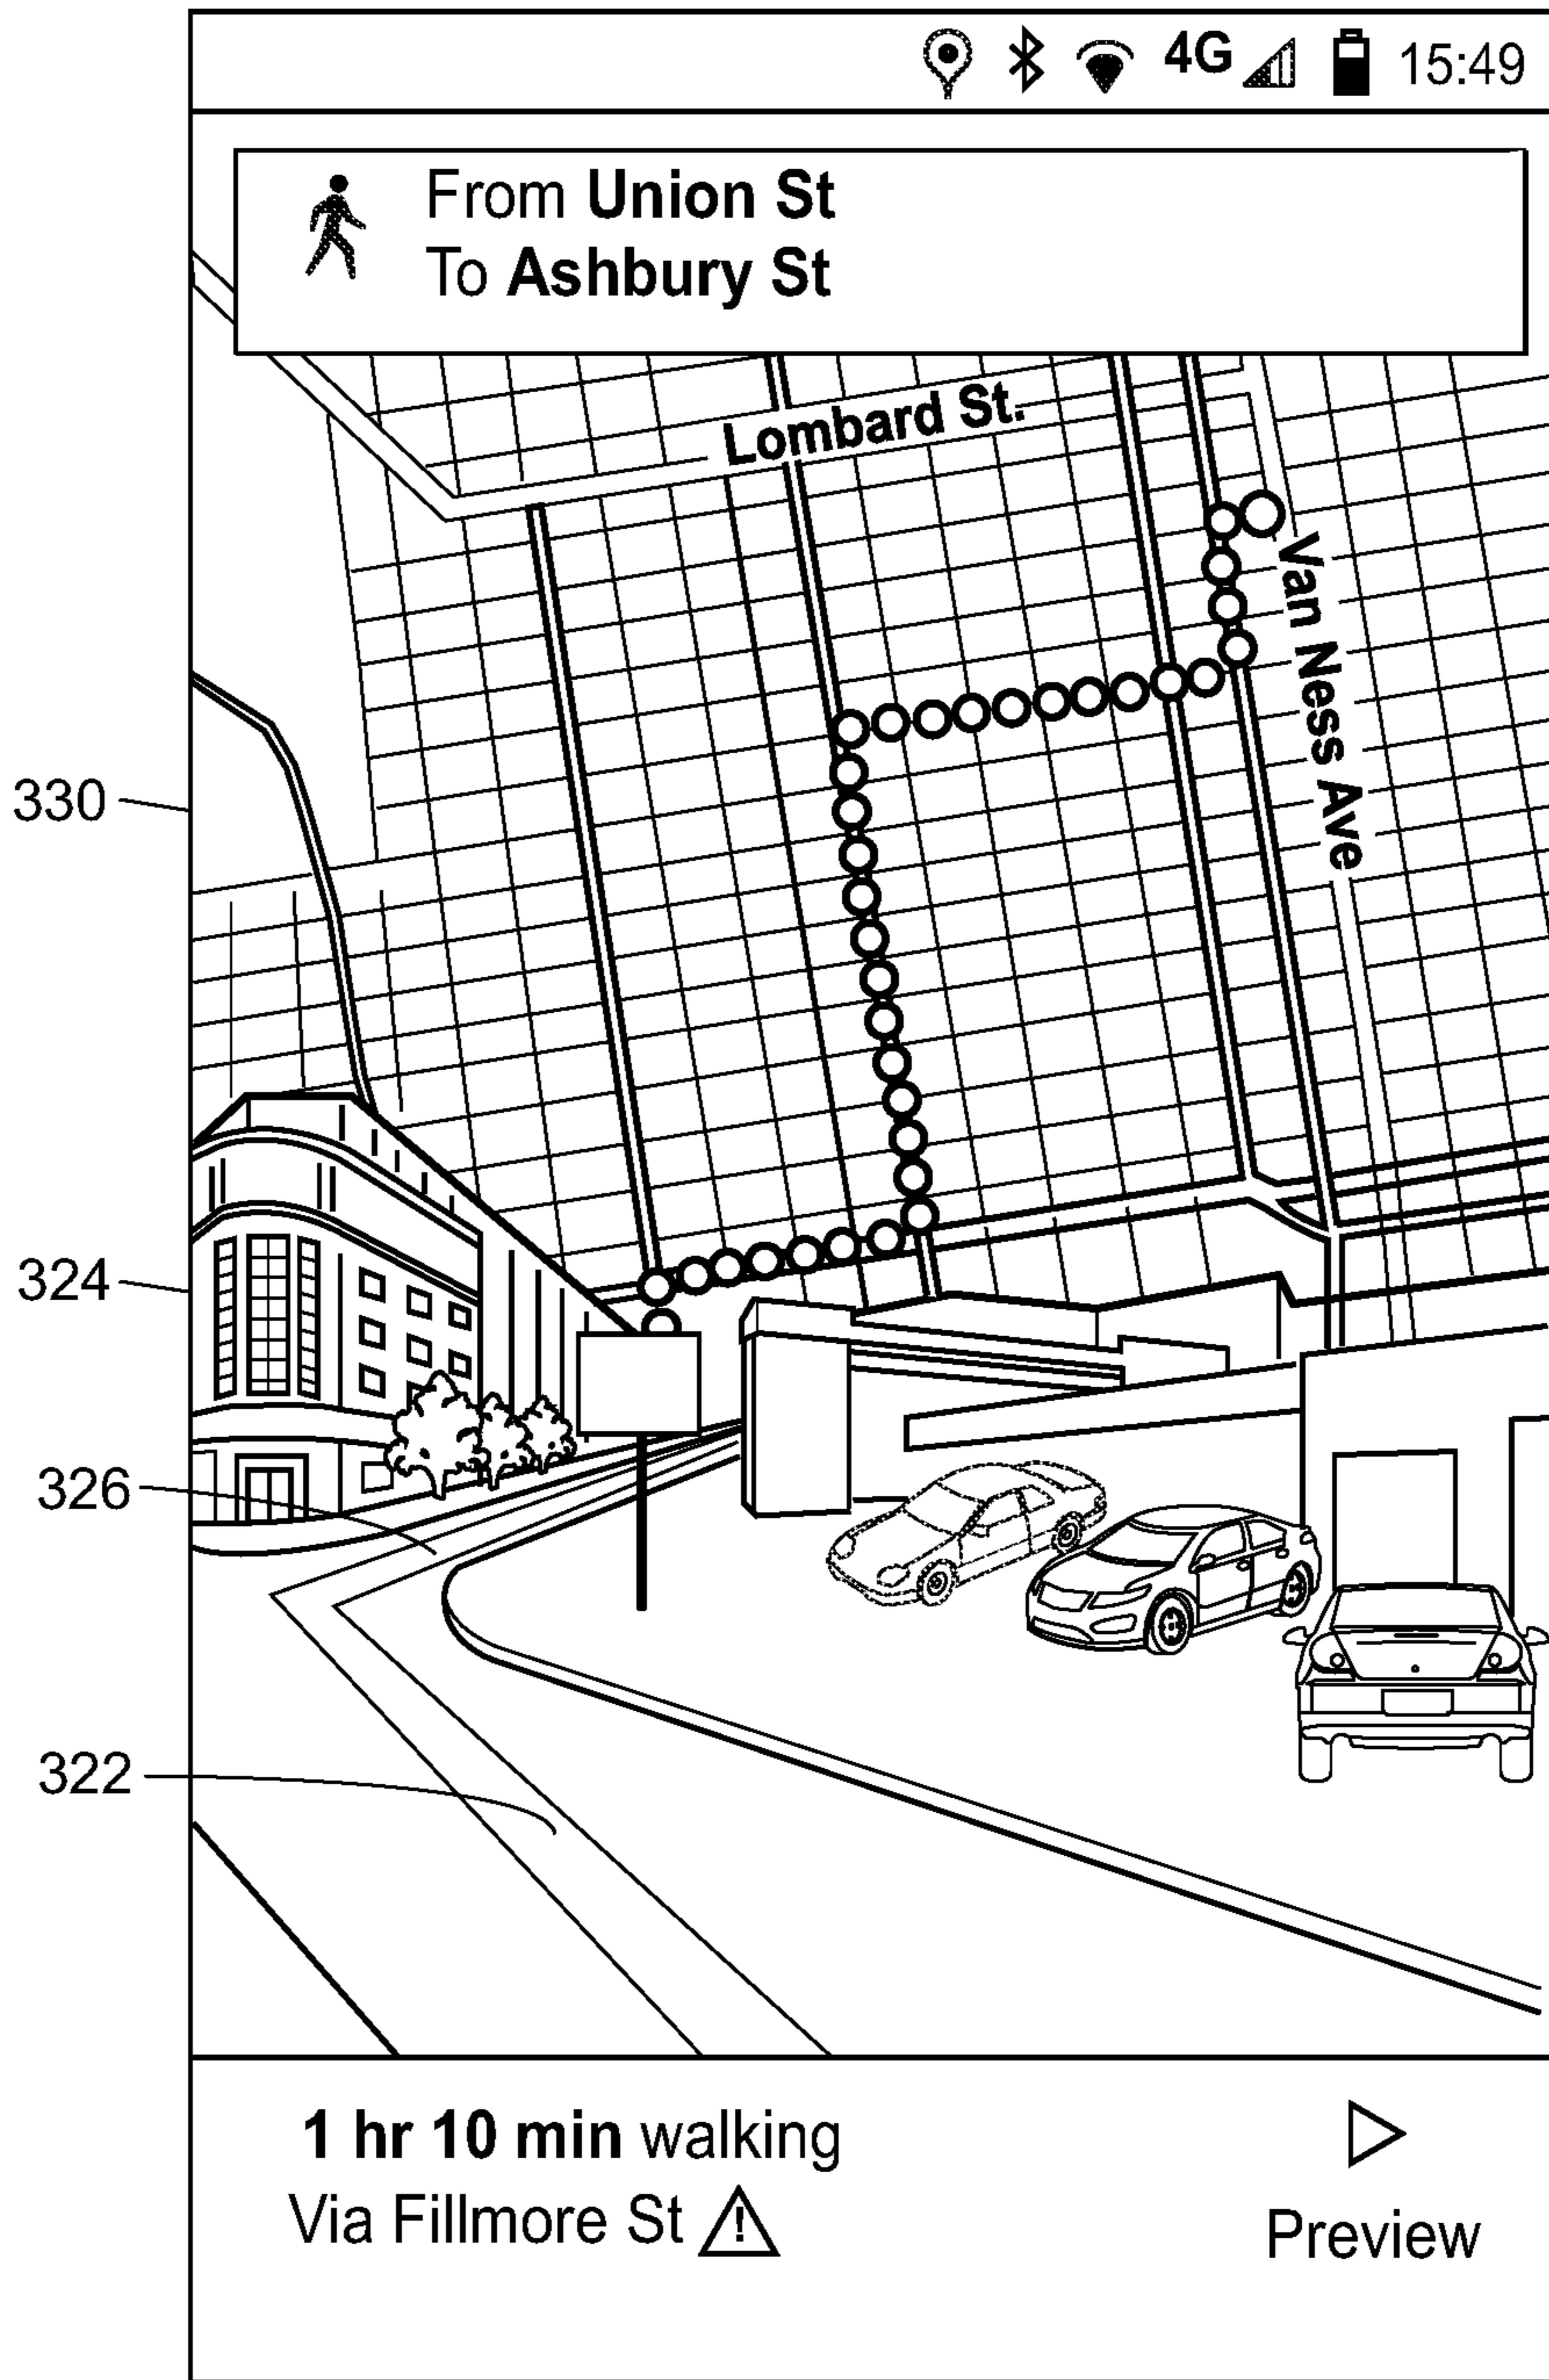 4G 15:49
From Union St
To Ashbury St
Lombard St.
Van Ness Ave
330
324
326
322
1 hr 10 min walking
Via Fillmore St !
Preview